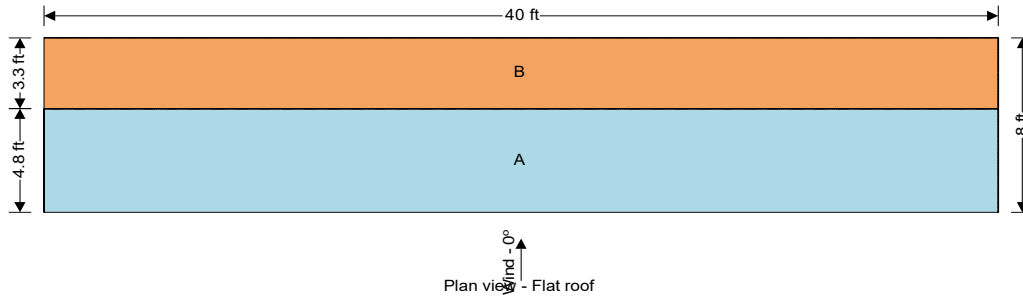 40 ft
3.3 ft
B
8 ft
4.8 ft
A
Wind - 0°
Plan view - Flat roof